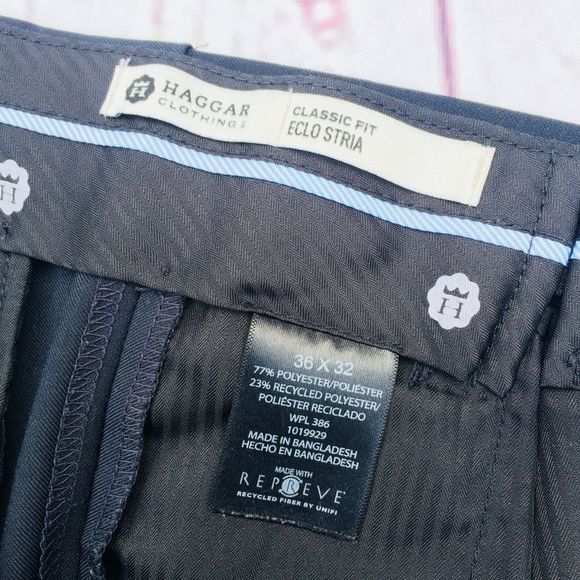 H HAGGAR
CLOTHING CO
CLASSIC FIT
ECLO STRIA
H
H
36 X 32
77% POLYESTER/POLIÉSTER
23% RECYCLED POLYESTER/
POLIÉSTER RECICLADO
WPL 386
1019929
MADE IN BANGLADESH
HECHO EN BANGLADESH
MADE WITH
REPREVE®
RECYCLED FIBER BY UNIFI